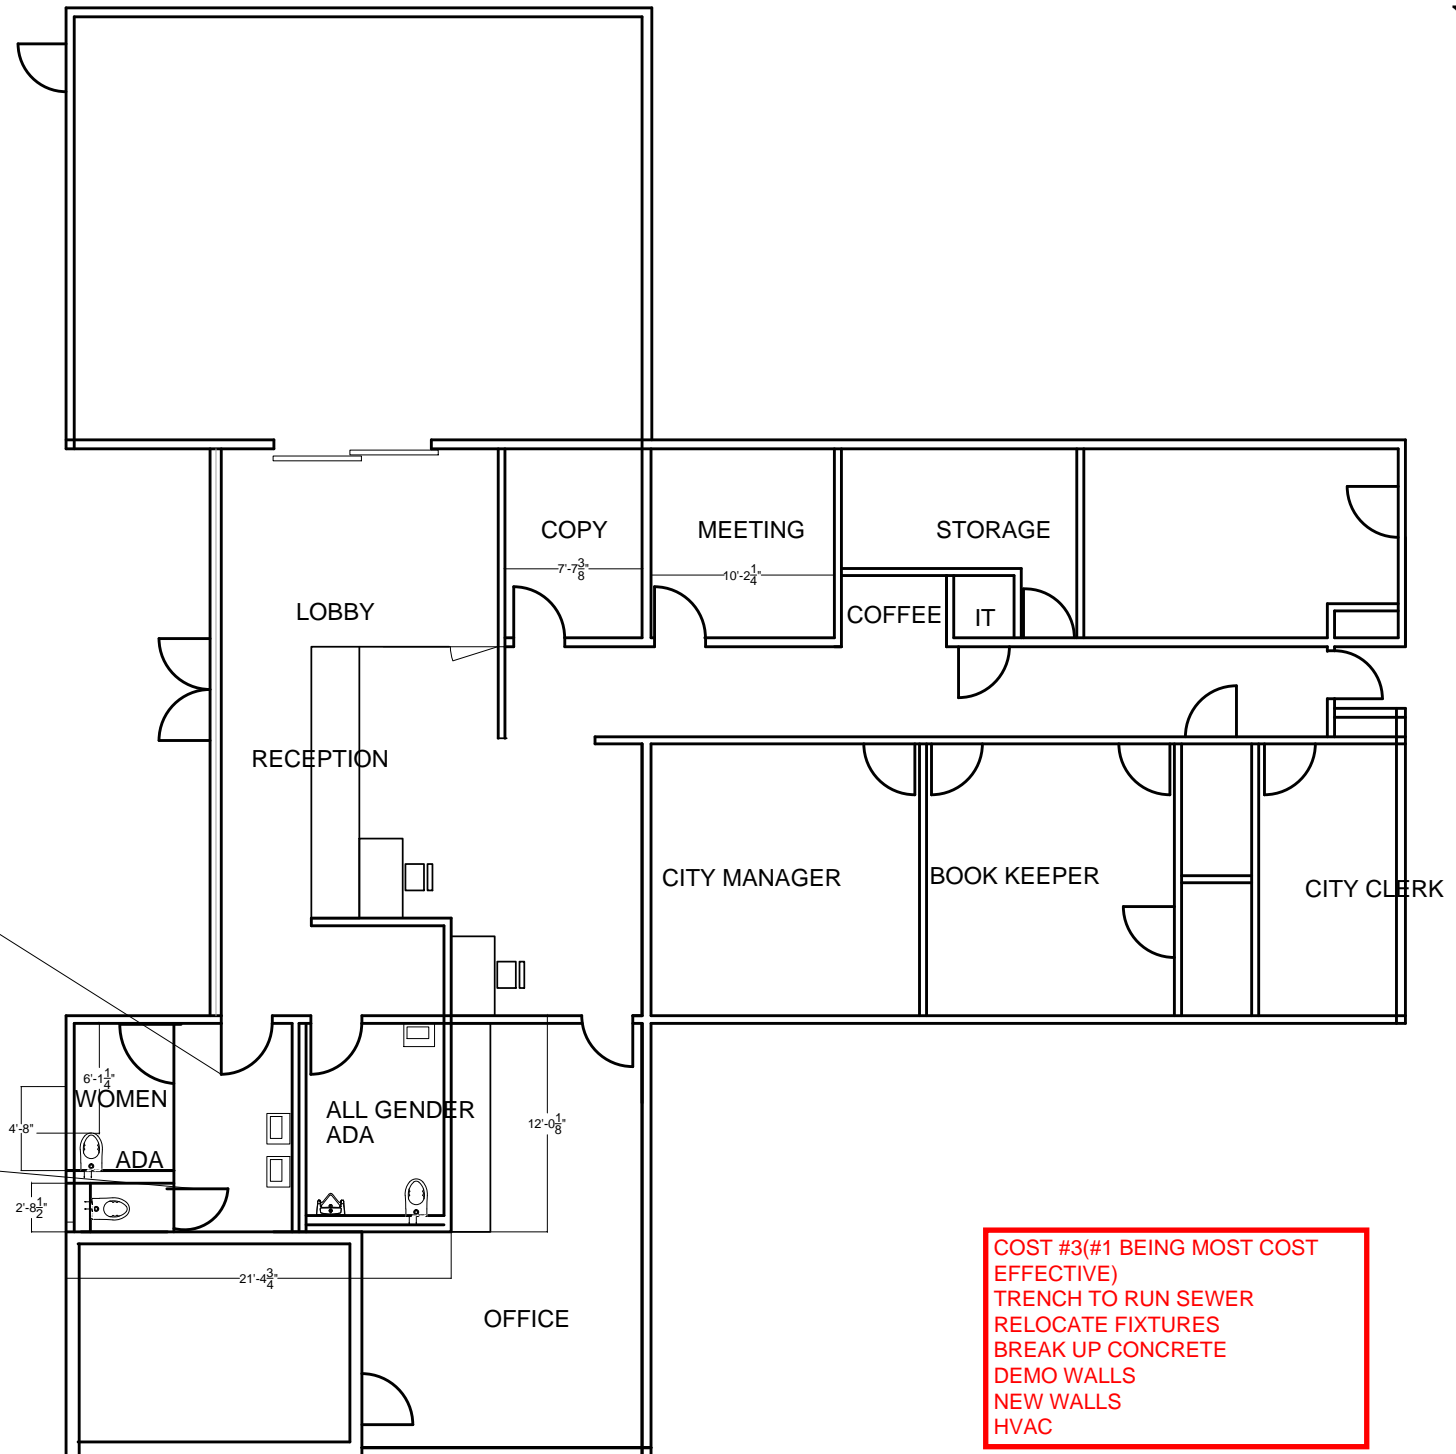 COPY
MEETING
STORAGE
7'-7 3/8"
10'-2 1/4"
LOBBY
COFFEE
IT
RECEPTION
CITY MANAGER
BOOK KEEPER
CITY CLERK
6'-1 1/4"
WOMEN
4'-8"
ALL GENDER
ADA
12'-0 1/8"
ADA
2'-8 1/2"
21'-4 3/4"
OFFICE
COST #3(#1 BEING MOST COST
EFFECTIVE)
TRENCH TO RUN SEWER
RELOCATE FIXTURES
BREAK UP CONCRETE
DEMO WALLS
NEW WALLS
HVAC